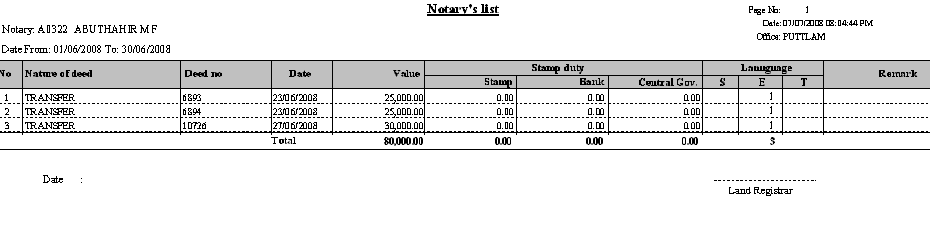 Notary's list
Page No: 1
Notary: A0322 ABUTHAHIR M F
Date: 07/07/2008 08:04:44 PM
Office: PUTTLAM
Date From: 01/06/2008 To: 30/06/2008
No Nature of deed Deed no Date Value Stamp duty Lanuguage Remark
Stamp Bank Central Gov. S E T
1 TRANSFER 6893 23/06/2008 25,000.00 0.00 0.00 0.00 1
2 TRANSFER 6894 23/06/2008 25,000.00 0.00 0.00 0.00 1
3 TRANSFER 10726 27/06/2008 30,000.00 0.00 0.00 0.00 1
Total 80,000.00 0.00 0.00 0.00 3
Date :
Land Registrar